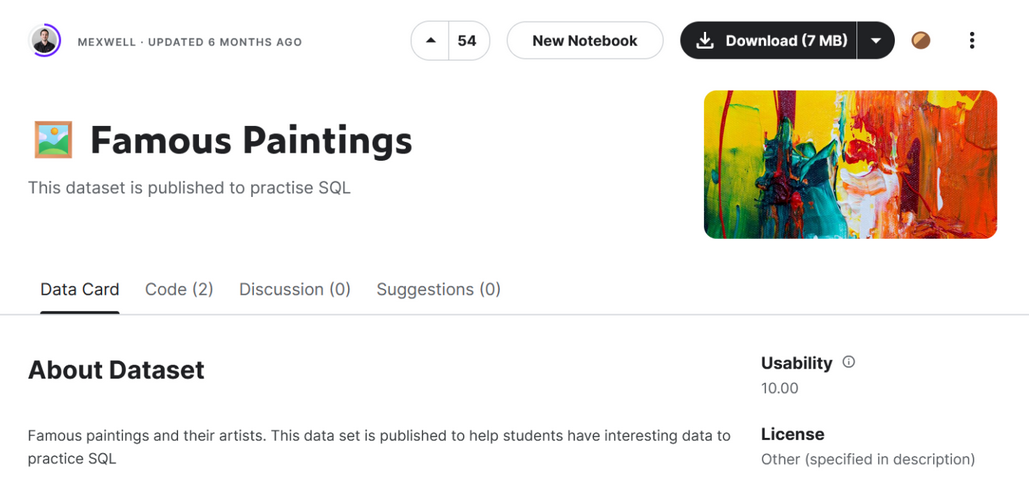 MEXWELL · UPDATED 6 MONTHS AGO
54
New Notebook
Download (7 MB)
Famous Paintings
This dataset is published to practise SQL
Data Card
Code (2)
Discussion (0)
Suggestions (0)
About Dataset
Famous paintings and their artists. This data set is published to help students have interesting data to
practice SQL
Usability
10.00
License
Other (specified in description)